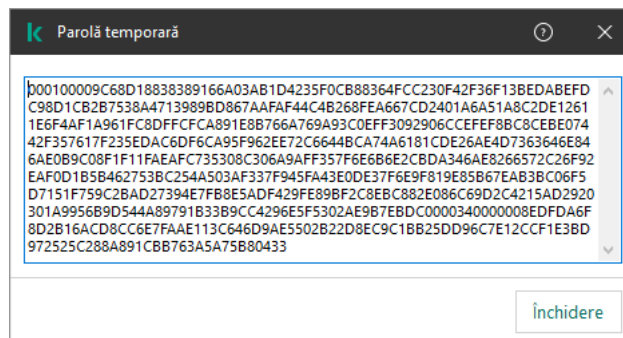 Parolă temporară
000100009C68D18838389166A03AB1D4235F0CB88364FCC230F42F36F13BEDABEFD
C98D1CB2B7538A4713989BD867AAFAF44C4B268FEA667CD2401A6A51A8C2DE1261
1E6F4AF1A961FC8DFFCFCA891E8B766A769A93C0EFF3092906CCEFEF8BC8CEBE074
42F357617F235EDAC6DF6CA95F962EE72C6644BCA74A6181CDE26AE4D7363646E84
6AE0B9C08F1F11FAEAFC735308C306A9AFF357F6E6B6E2CBDA346AE8266572C26F92
EAF0D1B5B462753BC254A503AF337F945FA43E0DE37F6E9F819E85B67EAB3BC06F5
D7151F759C2BAD27394E7FB8E5ADF429FE89BF2C8EBC882E086C69D2C4215AD2920
301A9956B9D544A89791B33B9CC4296E5F5302AE9B7EBDC0000340000008EDFDA6F
8D2B16ACD8CC6E7FAAE113C646D9AE5502B22D8EC9C1BB25DD96C7E12CCF1E3BD
972525C288A891CBB763A5A75B80433
Închidere